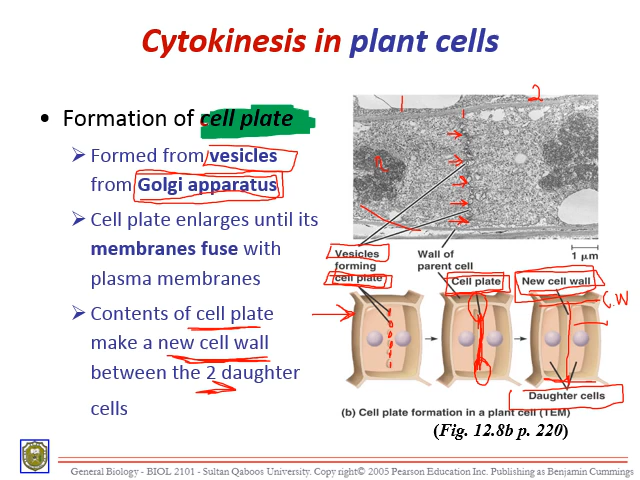 Cytokinesis in plant cells
• Formation of cell plate
➢ Formed from vesicles
from Golgi apparatus
➢ Cell plate enlarges until its
membranes fuse with
plasma membranes
➢ Contents of cell plate
make a new cell wall
between the 2 daughter
cells
1
2
Vesicles
forming
cell plate
Wall of
parent cell
1 µm
Cell plate
New cell wall
C.W
Daughter cells
(b) Cell plate formation in a plant cell (TEM)
(Fig. 12.8b p. 220)
General Biology - BIOL 2101 - Sultan Qaboos University. Copy right© 2005 Pearson Education Inc. Publishing as Benjamin Cummings